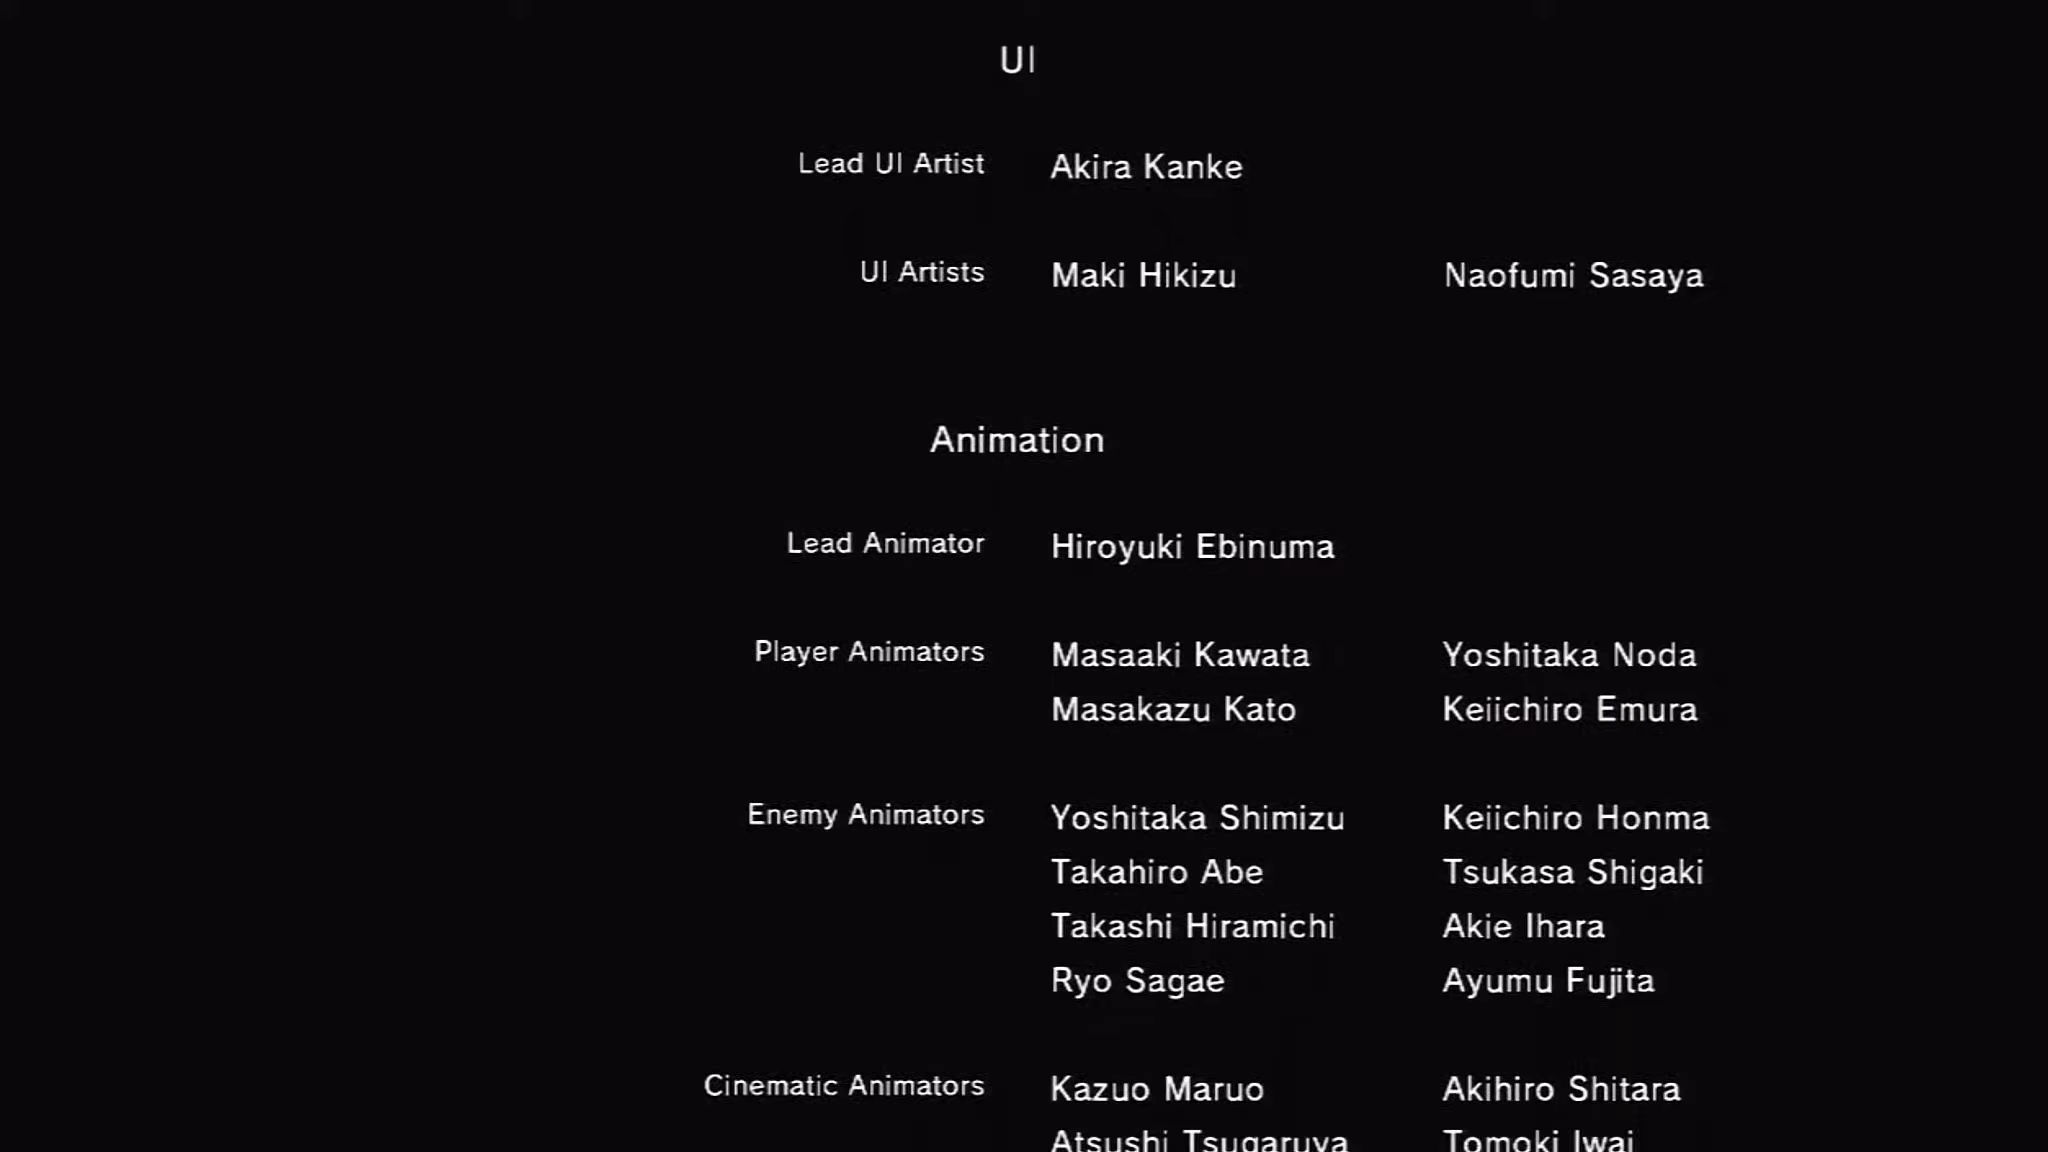 UI
Lead UI Artist Akira Kanke
UI Artists Maki Hikizu Naofumi Sasaya
Animation
Lead Animator Hiroyuki Ebinuma
Player Animators Masaaki Kawata Yoshitaka Noda
Masakazu Kato Keiichiro Emura
Enemy Animators Yoshitaka Shimizu Keiichiro Honma
Takahiro Abe Tsukasa Shigaki
Takashi Hiramichi Akie Ihara
Ryo Sagae Ayumu Fujita
Cinematic Animators Kazuo Maruo Akihiro Shitara
Atsushi Tsugaruya Tomoki Iwai